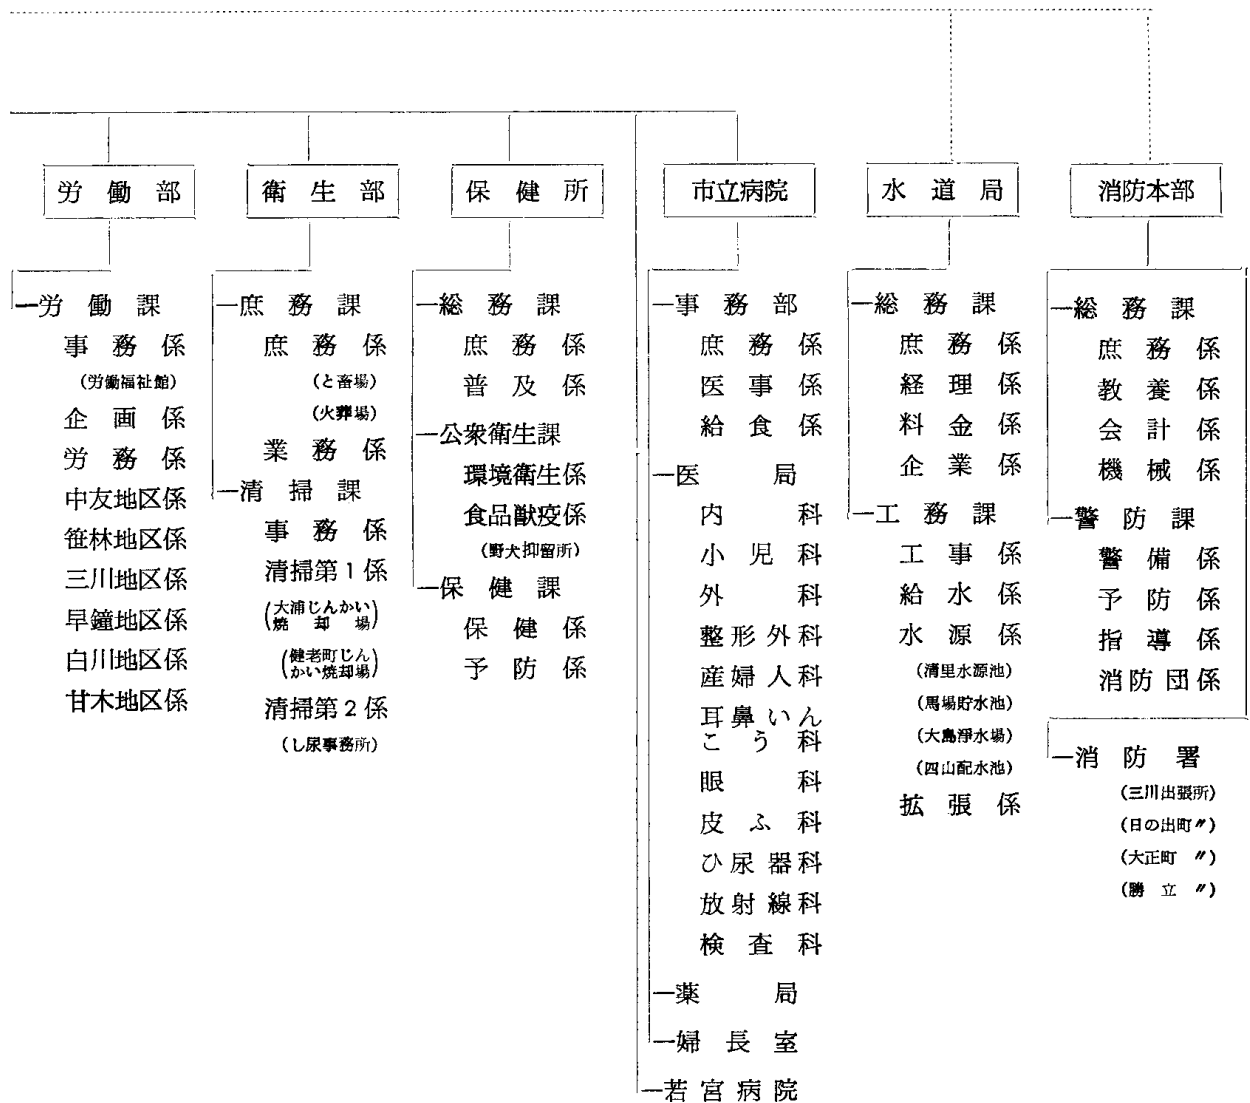 労働部
労働課
事務係
(労働福祉館)
企画係
労務係
中友地区係
笹林地区係
三川地区係
早鐘地区係
白川地区係
甘木地区係
衛生部
庶務課
庶務係
(と畜場)
(火葬場)
業務係
清掃課
事務係
清掃第1係
(大浦じんかい
焼却場)
(健老町じん
かい焼却場)
清掃第2係
(し尿事務所)
保健所
総務課
庶務係
普及係
公衆衛生課
環境衛生係
食品獣疫係
(野犬抑留所)
保健課
保健係
予防係
市立病院
事務部
庶務係
医事係
給食係
医局
内科
小児科
外科
整形外科
産婦人科
耳鼻いん
こう科
眼科
皮ふ科
ひ尿器科
放射線科
検査科
薬局
婦長室
若宮病院
水道局
総務課
庶務係
経理係
料金係
企業係
工務課
工事係
給水係
水源係
(清里水源池)
(馬場貯水池)
(大島浄水場)
(四山配水池)
拡張係
消防本部
総務課
庶務係
教養係
会計係
機械係
警防課
警備係
予防係
指導係
消防団係
消防署
(三川出張所)
(日の出町〃)
(大正町 〃)
(勝立 〃)